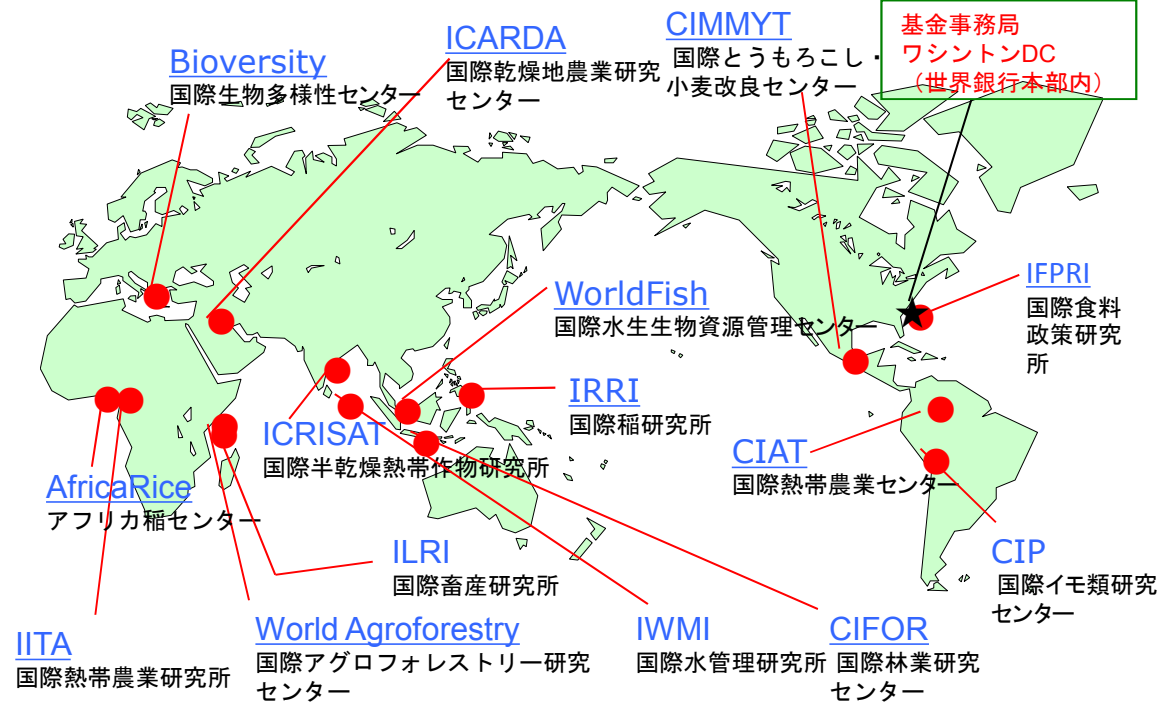 Bioversity
国際生物多様性センター
ICARDA
国際乾燥地農業研究
センター
CIMMYT
国際とうもろこし・
小麦改良センター
基金事務局
ワシントンDC
（世界銀行本部内）
WorldFish
国際水生生物資源管理センター
IFPRI
国際食料
政策研究
所
IRRI
国際稲研究所
ICRISAT
国際半乾燥熱帯作物研究所
CIAT
国際熱帯農業センター
AfricaRice
アフリカ稲センター
ILRI
国際畜産研究所
CIP
国際イモ類研究
センター
IITA
国際熱帯農業研究所
World Agroforestry
国際アグロフォレストリー研究
センター
IWMI
国際水管理研究所
CIFOR
国際林業研究
センター